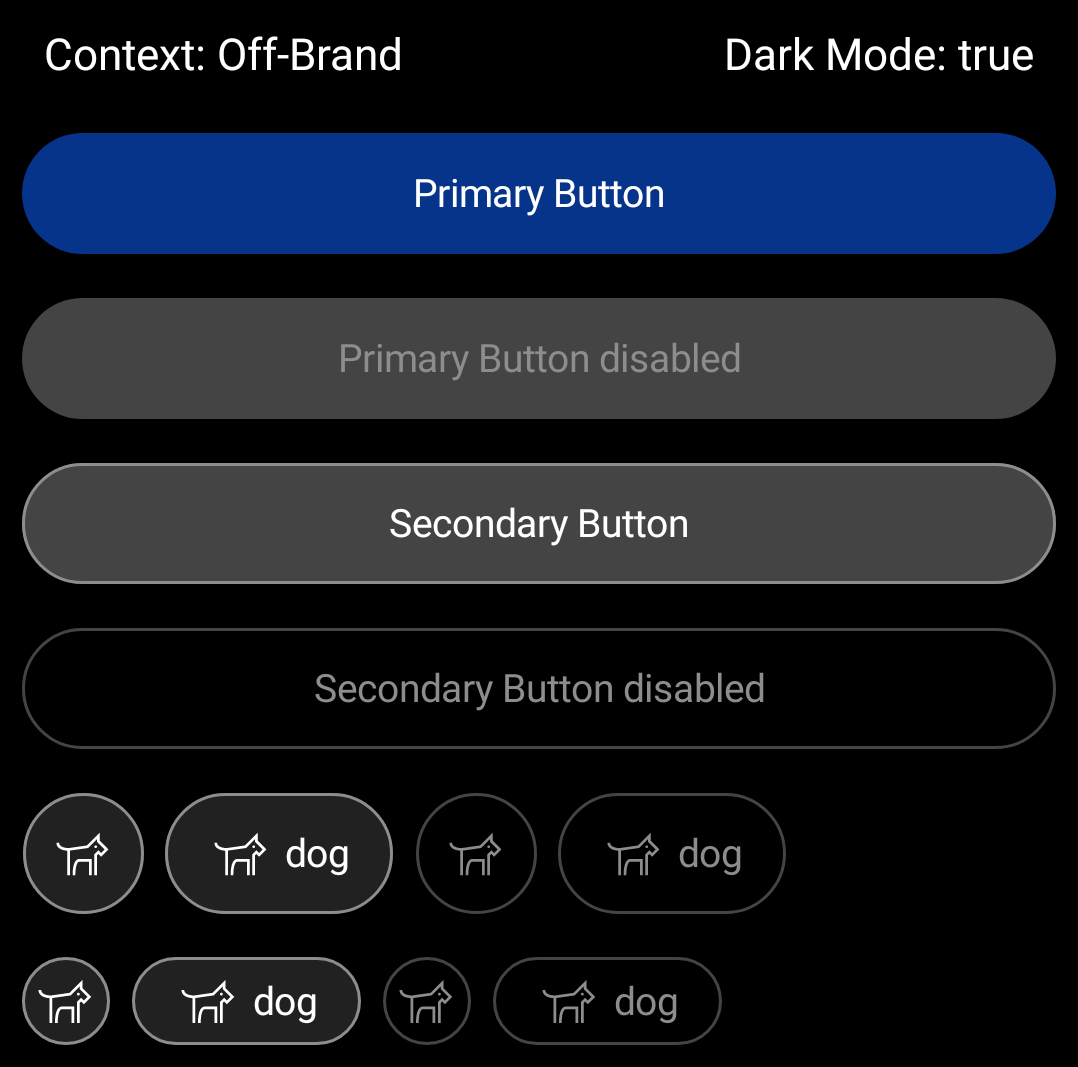 Context: Off-Brand Dark Mode: true
Primary Button
Primary Button disabled
Secondary Button
Secondary Button disabled
dog dog
dog dog